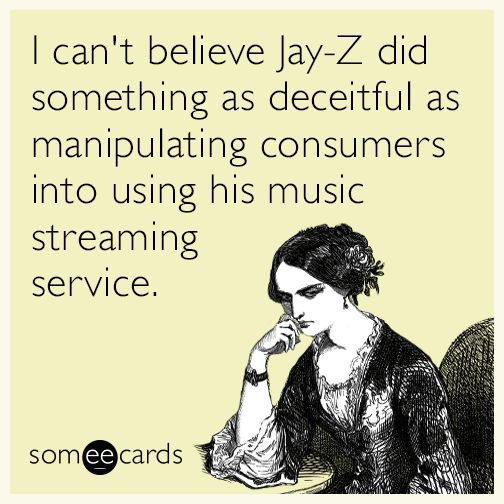 I can't believe Jay-Z did
something as deceitful as
manipulating consumers
into using his music
streaming
service.
someecards